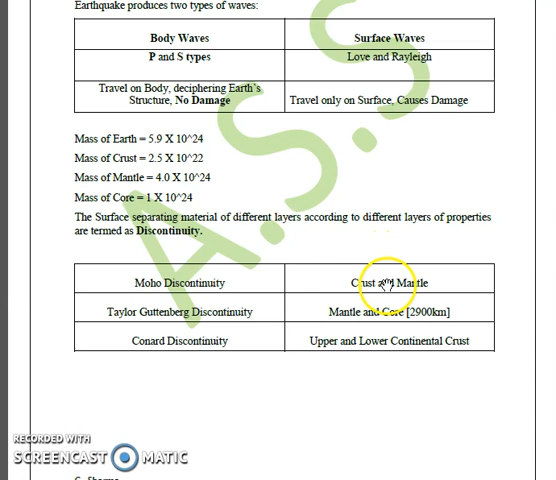 Earthquake produces two types of waves:
Body Waves
Surface Waves
P and S types
Love and Rayleigh
Travel on Body, deciphering Earth's
Structure, No Damage
Travel only on Surface, Causes Damage
Mass of Earth = 5.9 X 10^24
Mass of Crust = 2.5 X 10^22
Mass of Mantle = 4.0 X 10^24
Mass of Core = 1 X 10^24
The Surface separating material of different layers according to different layers of properties
are termed as Discontinuity.
Moho Discontinuity
Crust and Mantle
Taylor Guttenberg Discontinuity
Mantle and Core [2900km]
Conard Discontinuity
Upper and Lower Continental Crust
A.S.S
RECORDED WITH
SCREENCAST MATIC